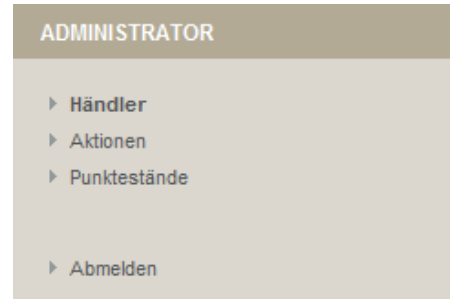 ADMINISTRATOR
Händler
Aktionen
Punktestände
Abmelden